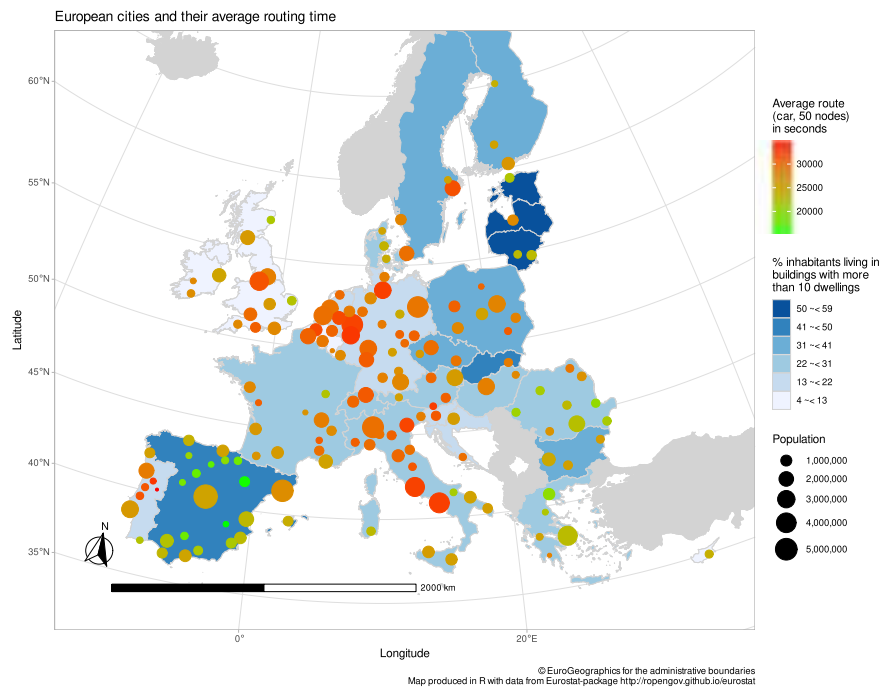 European cities and their average routing time
60°N
55°N
50°N
45°N
40°N
35°N
Latitude
N
2000 km
0°
20°E
Longitude
Average route
(car, 50 nodes)
in seconds
30000
25000
20000
% inhabitants living in
buildings with more
than 10 dwellings
50 ~< 59
41 ~< 50
31 ~< 41
22 ~< 31
13 ~< 22
4 ~< 13
Population
1,000,000
2,000,000
3,000,000
4,000,000
5,000,000
© EuroGeographics for the administrative boundaries
Map produced in R with data from Eurostat-package http://ropengov.github.io/eurostat